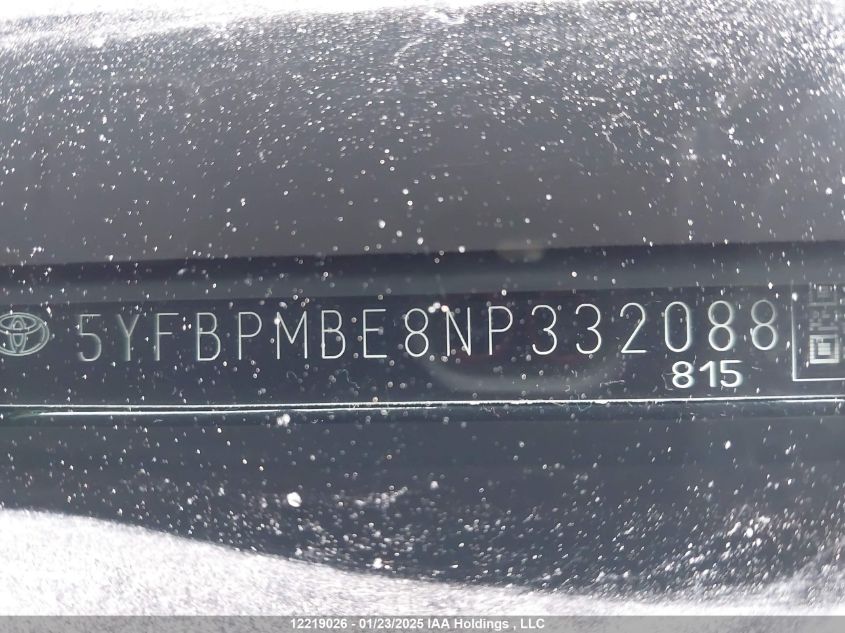 5YFBPMBE8NP332088
815
12219026 - 01/23/2025 IAA Holdings , LLC